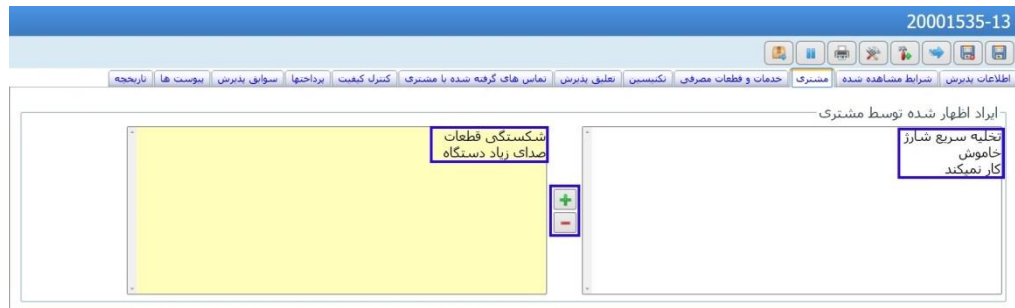 20001535-13
اطلاعات پذیرش
شرایط مشاهده شده
مشتری
خدمات و قطعات مصرفی
تکنیسین
تعلیق پذیرش
تماس های گرفته شده با مشتری
کنترل کیفیت
پرداختها
سوابق پذیرش
پیوست ها
تاریخچه
ایراد اظهار شده توسط مشتری
تخلیه سریع شارژ
خاموش
کار نمیکند
شکستگی قطعات
صدای زیاد دستگاه